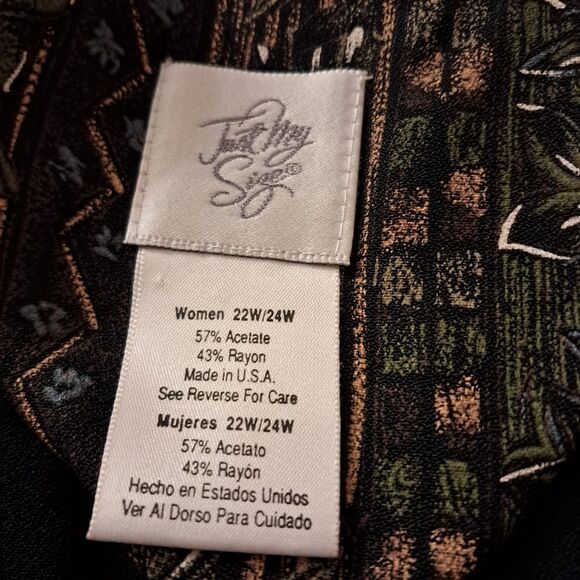 Just My
Size®
Women 22W/24W
57% Acetate
43% Rayon
Made in U.S.A.
See Reverse For Care
Mujeres 22W/24W
57% Acetato
43% Rayón
Hecho en Estados Unidos
Ver Al Dorso Para Cuidado